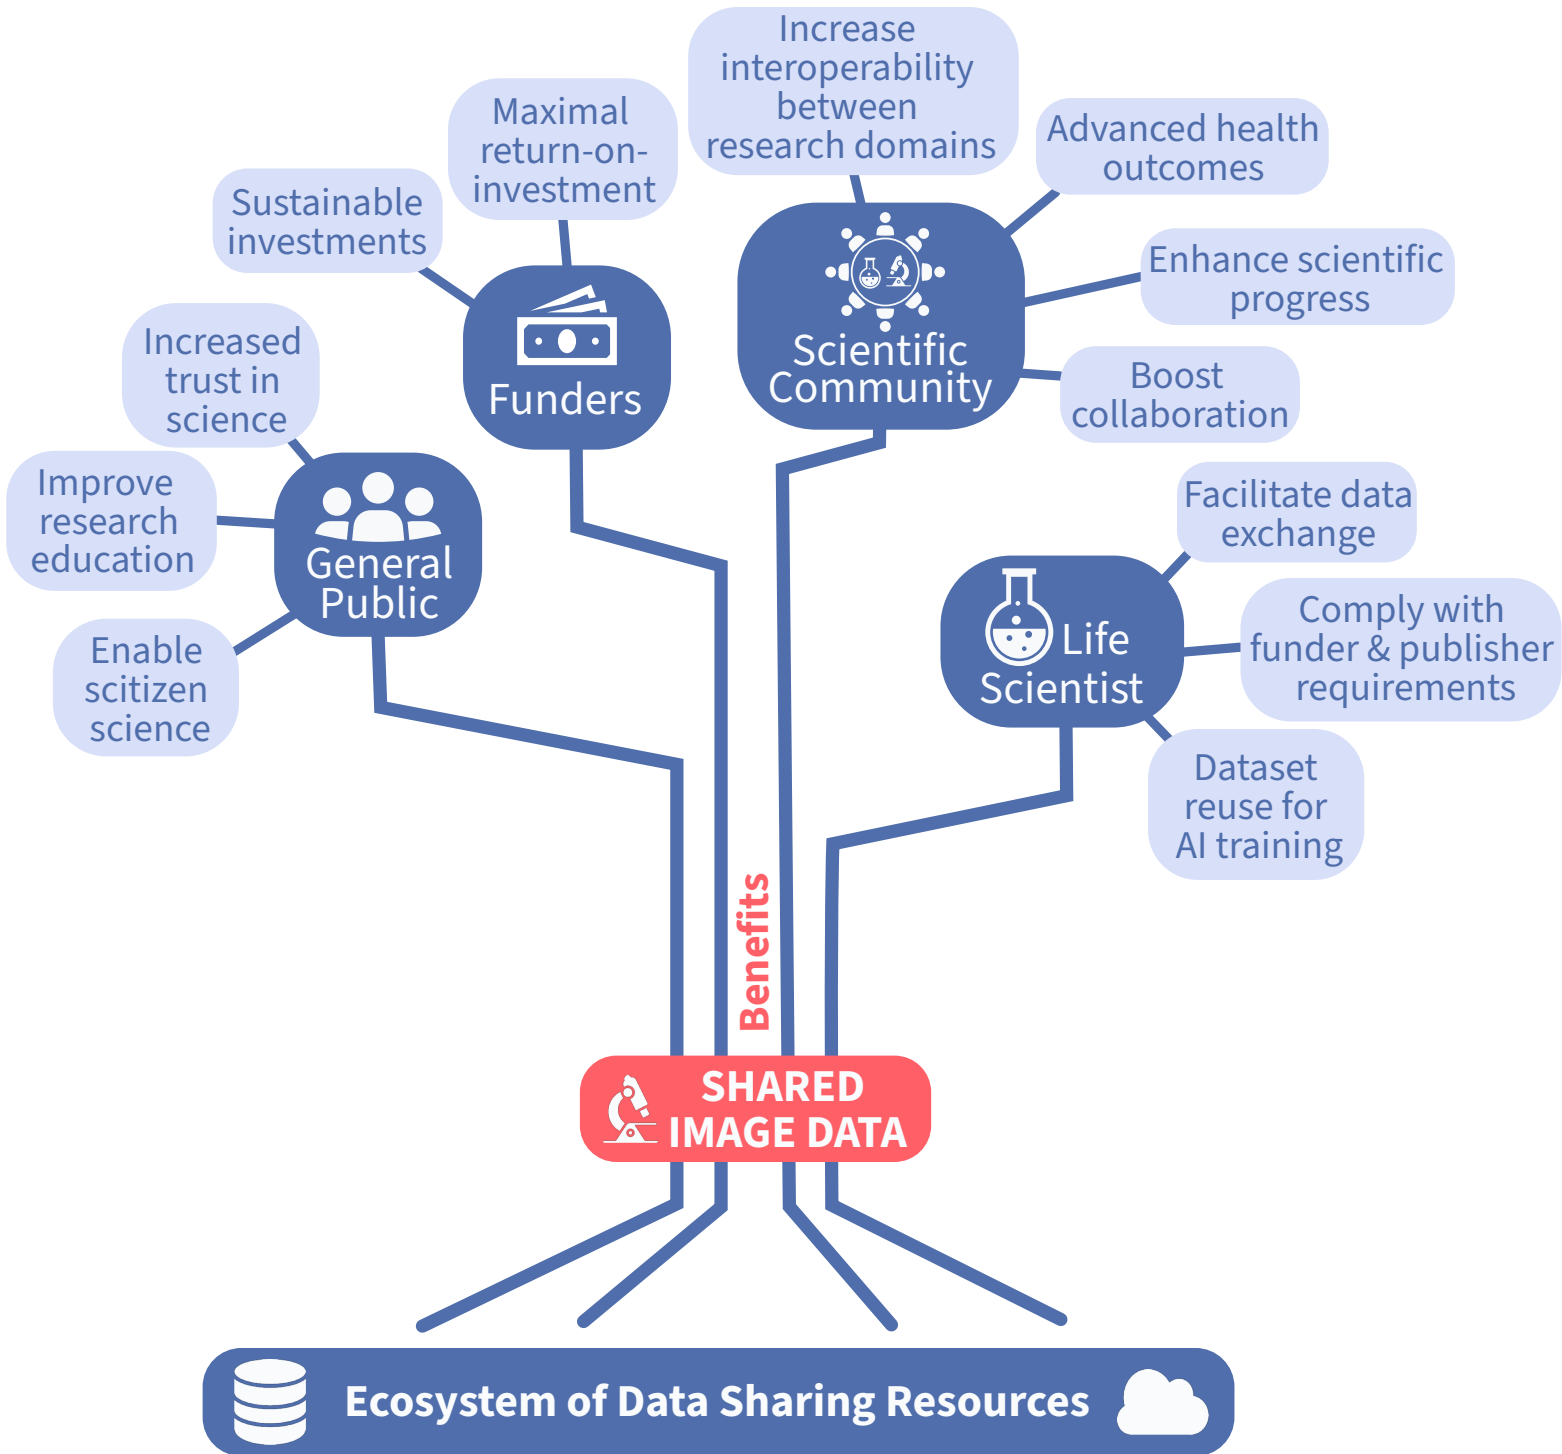 Increase
interoperability
between
research domains
Maximal
return-on-
investment
Advanced health
outcomes
Sustainable
investments
Enhance scientific
progress
Increased
trust in
science
Funders
Scientific
Community
Boost
collaboration
Improve
research
education
General
Public
Facilitate data
exchange
Enable
scitizen
science
Life
Scientist
Comply with
funder & publisher
requirements
Dataset
reuse for
AI training
Benefits
SHARED
IMAGE DATA
Ecosystem of Data Sharing Resources